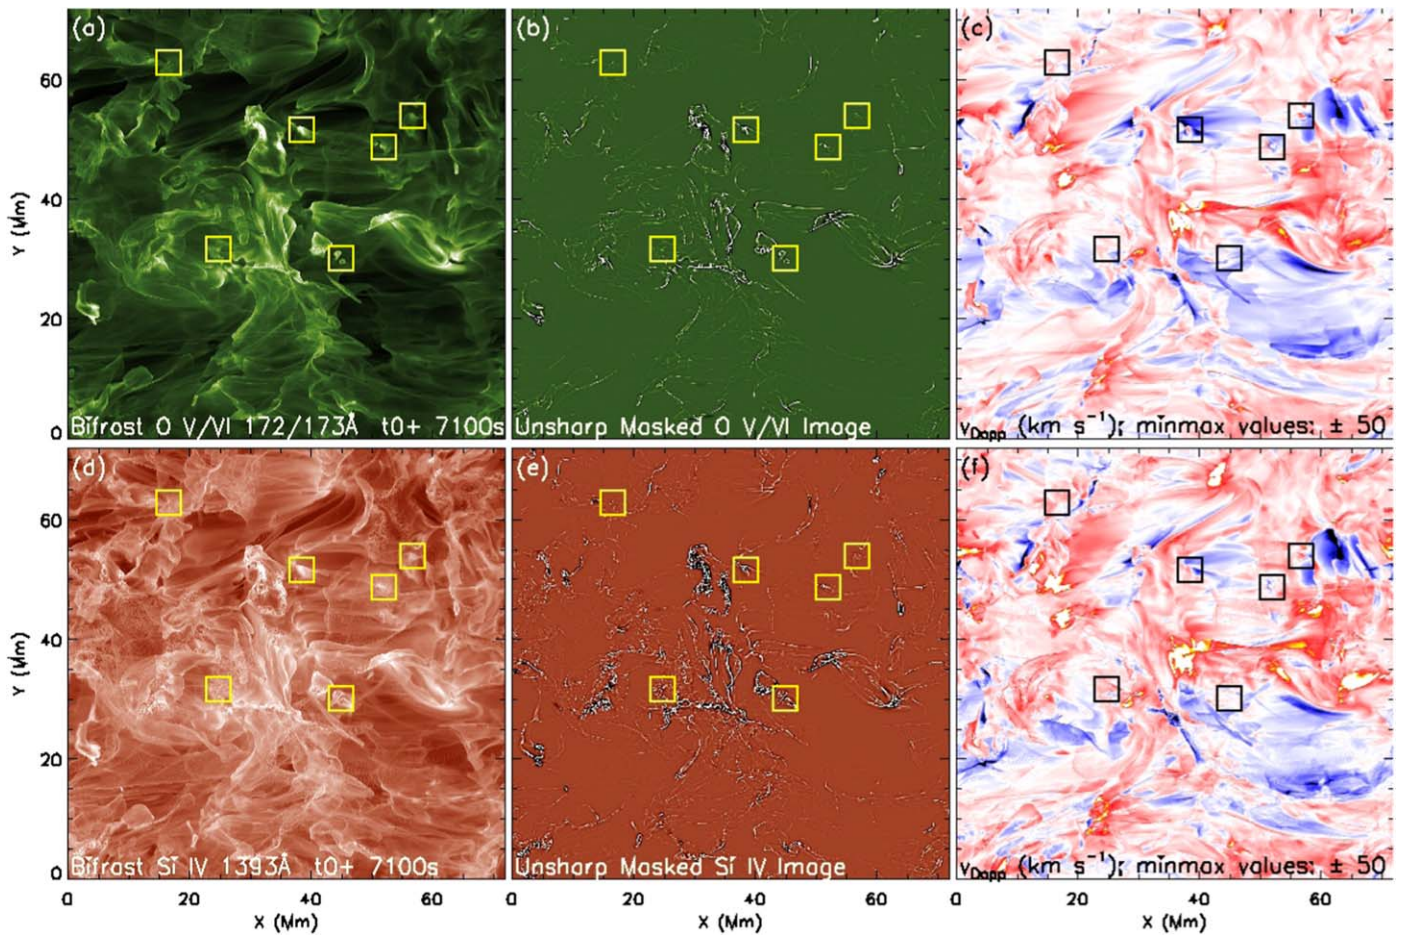 (a)
(b)
(c)
60
40
20
0
Y (Mm)
Bifrost O V/VI 172/173Å t0+ 7100s
Unsharp Masked O V/VI Image
vDopp (km s⁻¹); minmax values: ± 50
(d)
(e)
(f)
60
40
20
0
Y (Mm)
Bifrost Si IV 1393Å t0+ 7100s
Unsharp Masked Si IV Image
vDopp (km s⁻¹); minmax values: ± 50
0 20 40 60
0 20 40 60
0 20 40 60
X (Mm)
X (Mm)
X (Mm)